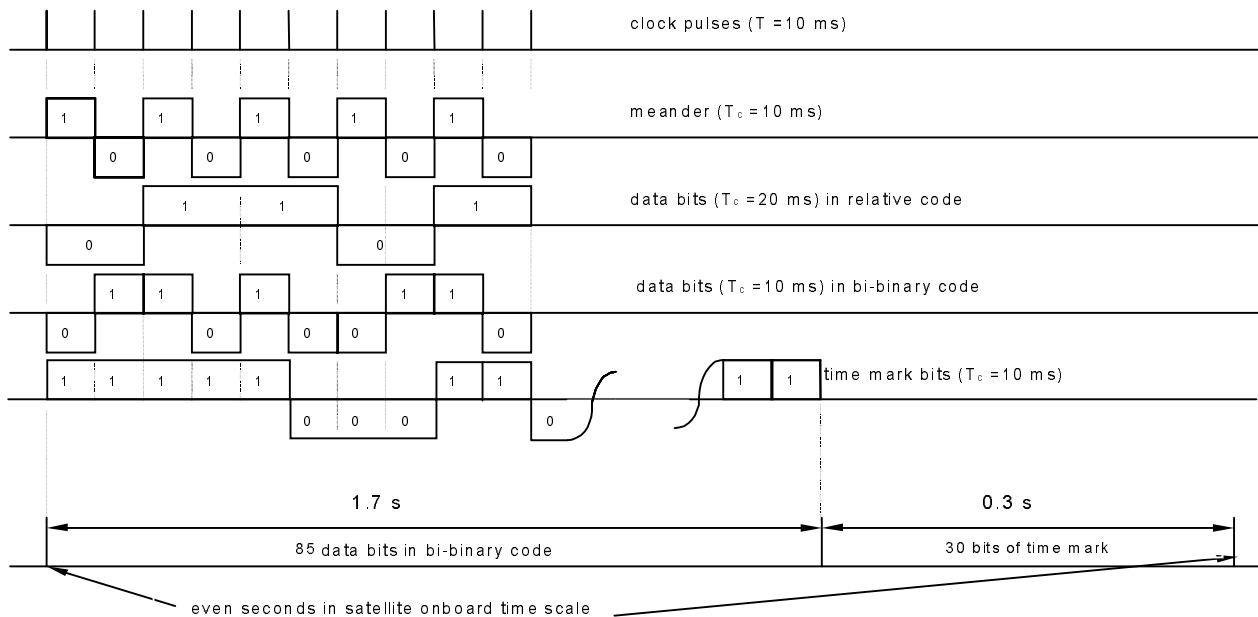 clock pulses (T =10 ms)
meander (Tc =10 ms)
1 1 1 1 1
0 0 0 0 0
data bits (Tc =20 ms) in relative code
1 1 1
0 0
data bits (Tc =10 ms) in bi-binary code
1 1 1 1 1
0 0 0 0 0
time mark bits (Tc =10 ms)
1 1 1 1 1 1 1 1 1
0 0 0 0
1.7 s 0.3 s
85 data bits in bi-binary code 30 bits of time mark
even seconds in satellite onboard time scale